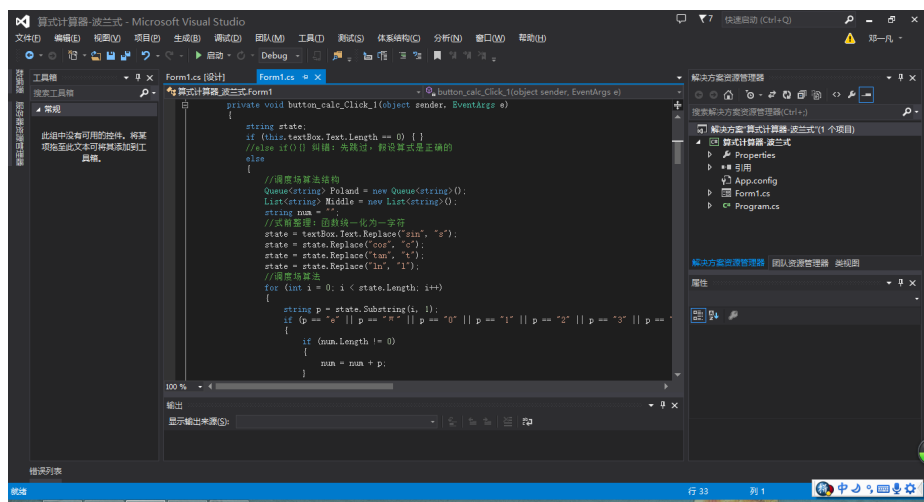 算式计算器-波兰式 - Microsoft Visual Studio
7
快速启动 (Ctrl+Q)
文件(F) 编辑(E) 视图(V) 项目(P) 生成(B) 调试(D) 团队(M) 工具(T) 测试(S) 体系结构(C) 分析(N) 窗口(W) 帮助(H)
邓一凡
启动
Debug
工具箱
搜索工具箱
常规
此组中没有可用的控件。将某
项拖至此文本可将其添加到工
具箱。
Form1.cs [设计]
Form1.cs
算式计算器_波兰式.Form1
button_calc_Click_1(object sender, EventArgs e)
private void button_calc_Click_1(object sender, EventArgs e)
{
string state;
if (this.textBox.Text.Length == 0) { }
//else if(){} 纠错：先跳过，假设算式是正确的
else
{
//调度场算法结构
Queue<string> Poland = new Queue<string>();
List<string> Middle = new List<string>();
string num = "";
//式前整理：函数统一化为一字符
state = textBox.Text.Replace("sin", "s");
state = state.Replace("cos", "c");
state = state.Replace("tan", "t");
state = state.Replace("ln", "l");
//调度场算法
for (int i = 0; i < state.Length; i++)
{
string p = state.Substring(i, 1);
if (p == "e" || p == "π" || p == "0" || p == "1" || p == "2" || p == "3" || p == "
{
if (num.Length != 0)
{
num = num + p;
}
100 %
输出
显示输出来源(S):
错误列表
解决方案资源管理器
搜索解决方案资源管理器(Ctrl+;)
解决方案"算式计算器-波兰式"(1 个项目)
算式计算器-波兰式
Properties
引用
App.config
Form1.cs
Program.cs
解决方案资源管理器 团队资源管理器 类视图
属性
就绪
行 33
列 1
中